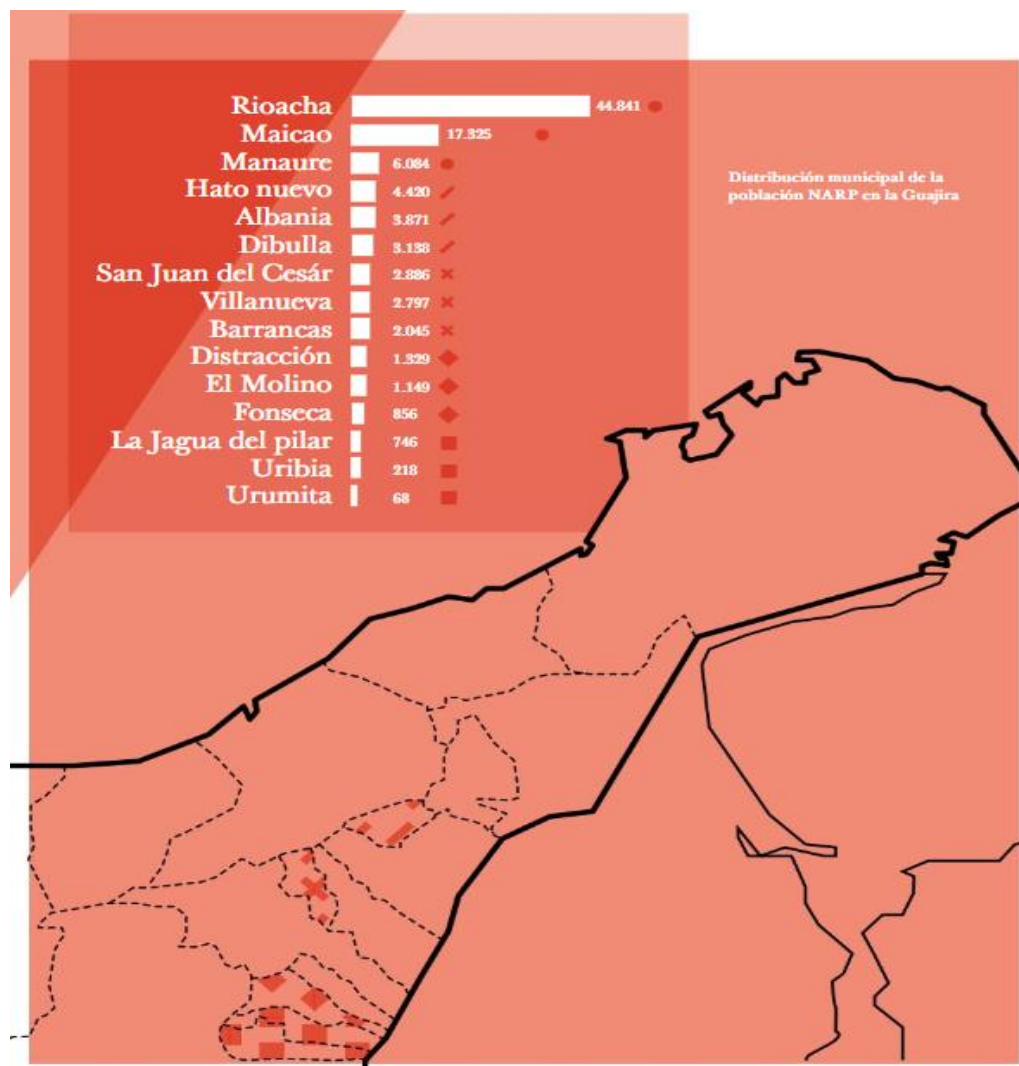 Rioacha 44.841
Maicao 17.325
Manaure 6.084
Hato nuevo 4.420
Albania 3.871
Dibulla 3.138
San Juan del Cesár 2.886
Villanueva 2.797
Barrancas 2.045
Distracción 1.329
El Molino 1.149
Fonseca 856
La Jagua del pilar 746
Uribia 218
Urumita 68
Distribución municipal de la
población NARP en la Guajira